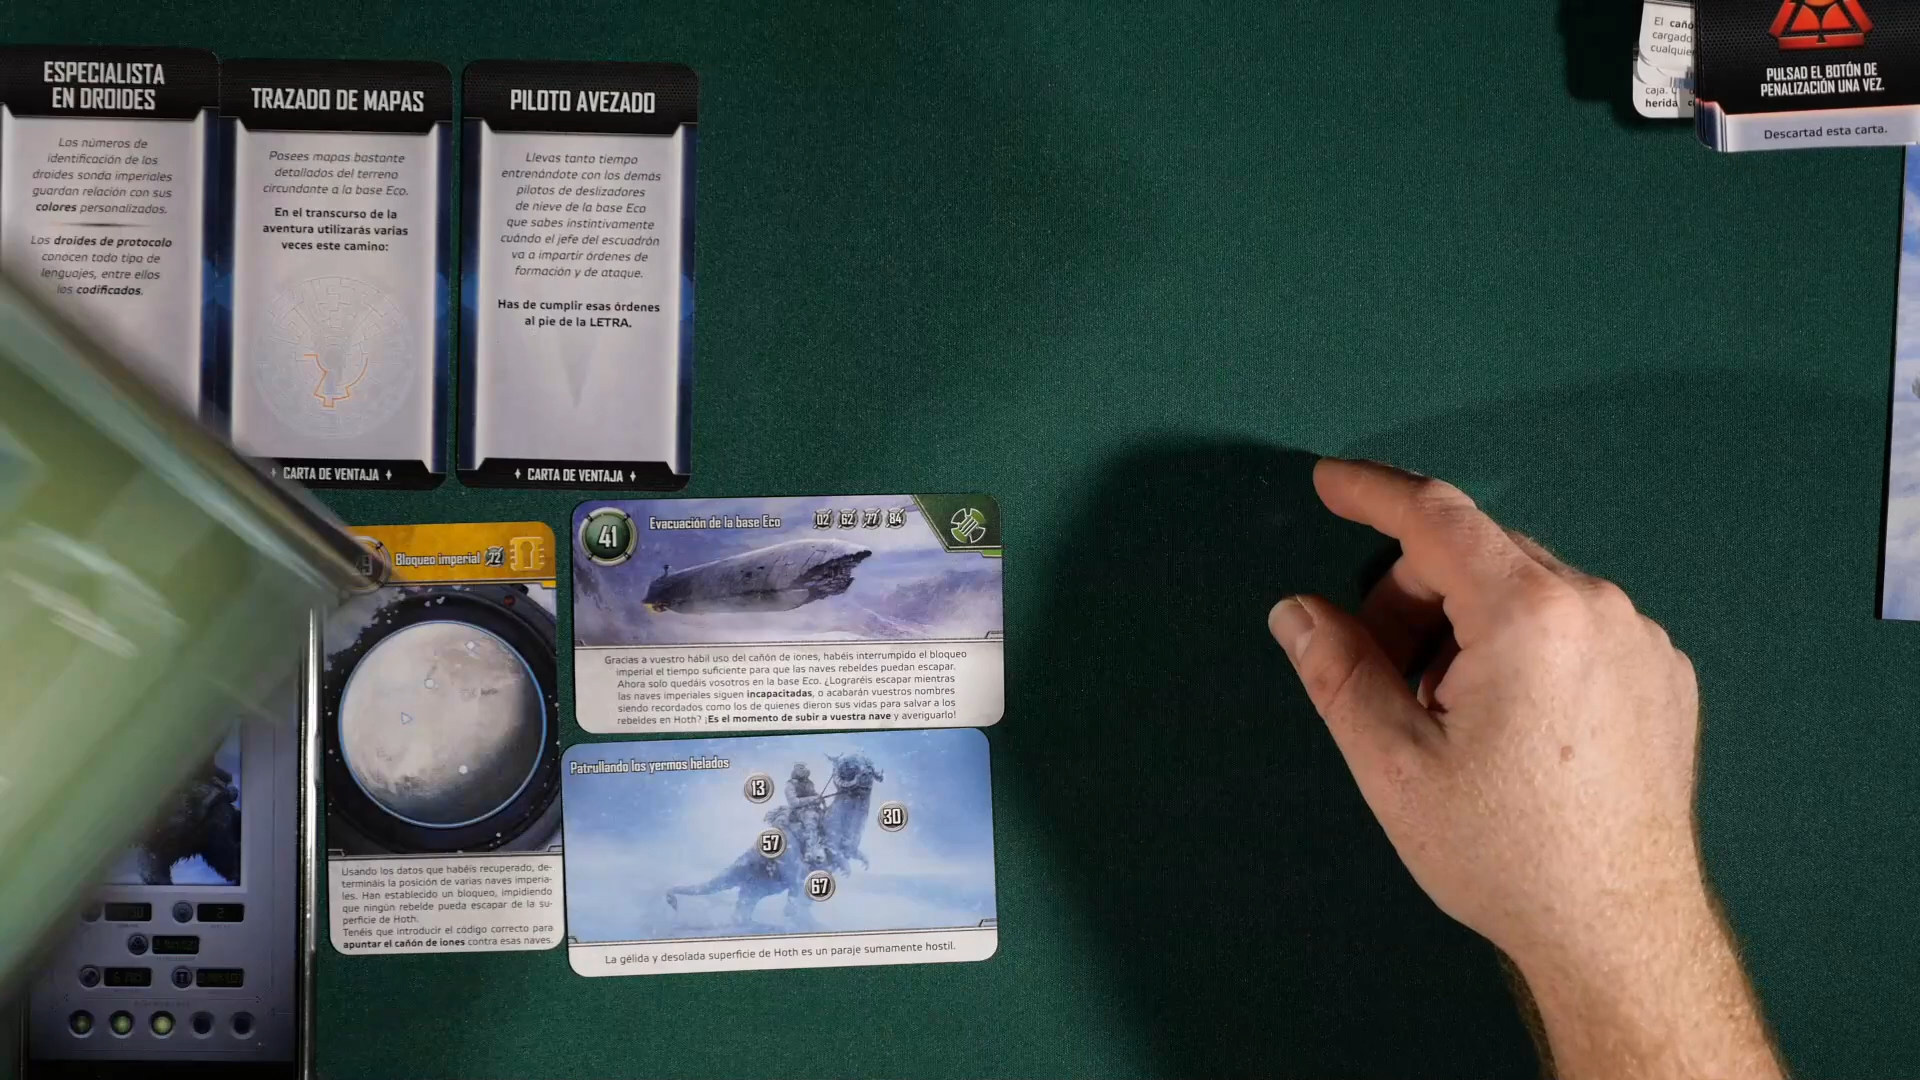 ESPECIALISTA
EN DROIDES
Los números de
identificación de los
droides sonda imperiales
guardan relación con sus
colores personalizados.
Los droides de protocolo
conocen todo tipo de
lenguajes, entre ellos
los codificados.
TRAZADO DE MAPAS
Posees mapas bastante
detallados del terreno
circundante a la base Eco.
En el transcurso de la
aventura utilizarás varias
veces este camino:
CARTA DE VENTAJA
PILOTO AVEZADO
Llevas tanto tiempo
entrenándote con los demás
pilotos de deslizadores
de nieve de la base Eco
que sabes instintivamente
cuándo el jefe del escuadrón
va a impartir órdenes de
formación y de ataque.
Has de cumplir esas órdenes
al pie de la LETRA.
CARTA DE VENTAJA
El caño
cargado
cualquie
caja.
herida
PULSAD EL BOTÓN DE
PENALIZACIÓN UNA VEZ.
Descartad esta carta.
9 Bloqueo imperial 72
Usando los datos que habéis recuperado, de-
termináis la posición de varias naves imperia-
les. Han establecido un bloqueo, impidiendo
que ningún rebelde pueda escapar de la su-
perficie de Hoth.
Tenéis que introducir el código correcto para
apuntar el cañón de iones contra esas naves.
41 Evacuación de la base Eco 02 62 77 84
Gracias a vuestro hábil uso del cañón de iones, habéis interrumpido el bloqueo
imperial el tiempo suficiente para que las naves rebeldes puedan escapar.
Ahora solo quedáis vosotros en la base Eco. ¿Lograréis escapar mientras
las naves imperiales siguen incapacitadas, o acabarán vuestros nombres
siendo recordados como los de quienes dieron sus vidas para salvar a los
rebeldes en Hoth? ¡Es el momento de subir a vuestra nave y averiguarlo!
Patrullando los yermos helados
13
30
57
67
La gélida y desolada superficie de Hoth es un paraje sumamente hostil.